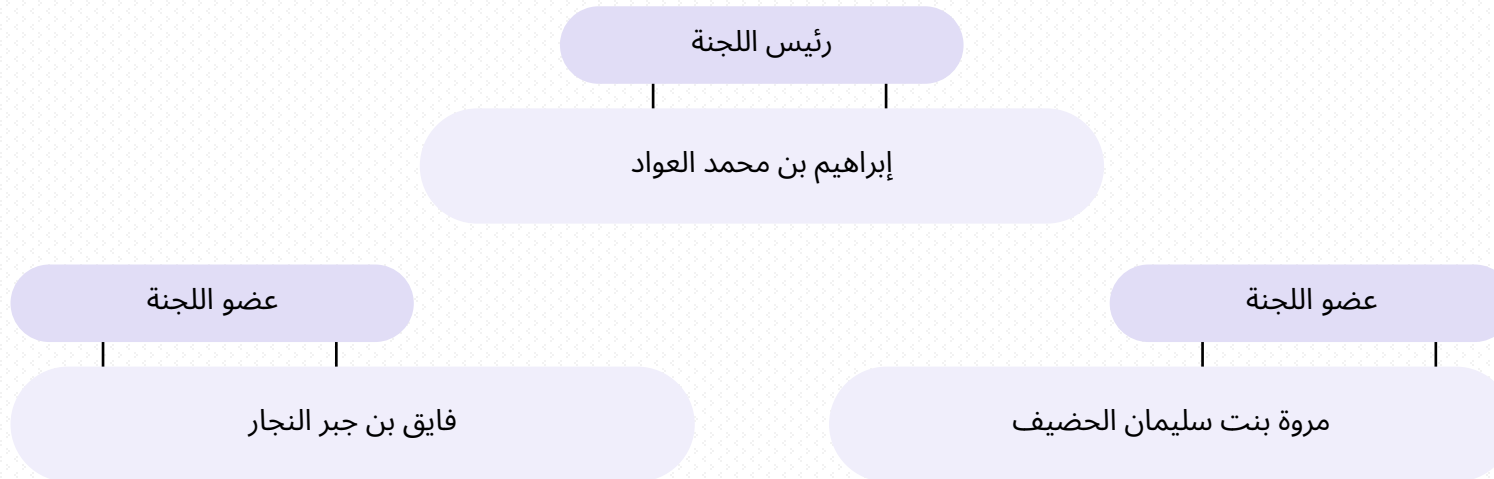 رئيس اللجنة
إبراهيم بن محمد العواد
عضو اللجنة
مروة بنت سليمان الحضيف
عضو اللجنة
فايق بن جبر النجار